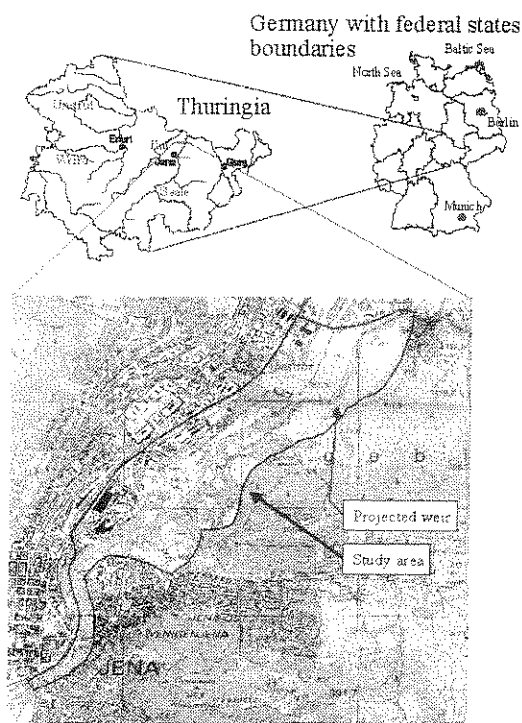 Germany with federal states
boundaries
Baltic Sea
North Sea
Thuringia
Berlin
Erfurt
Jena
Gera
Saale
Munich
g e b i
Projected weir
Study area
JENA